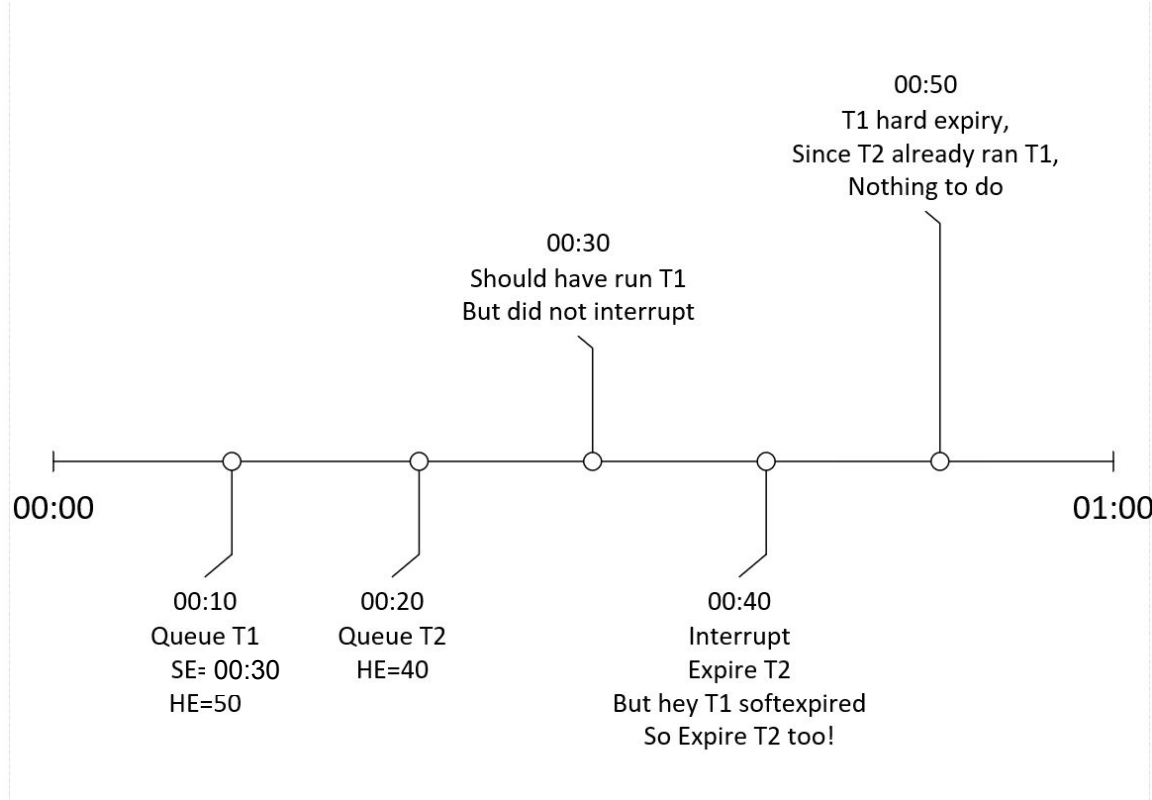 00:50
T1 hard expiry,
Since T2 already ran T1,
Nothing to do
00:30
Should have run T1
But did not interrupt
00:00
01:00
00:10
Queue T1
SE= 00:30
HE=50
00:20
Queue T2
HE=40
00:40
Interrupt
Expire T2
But hey T1 softexpired
So Expire T2 too!